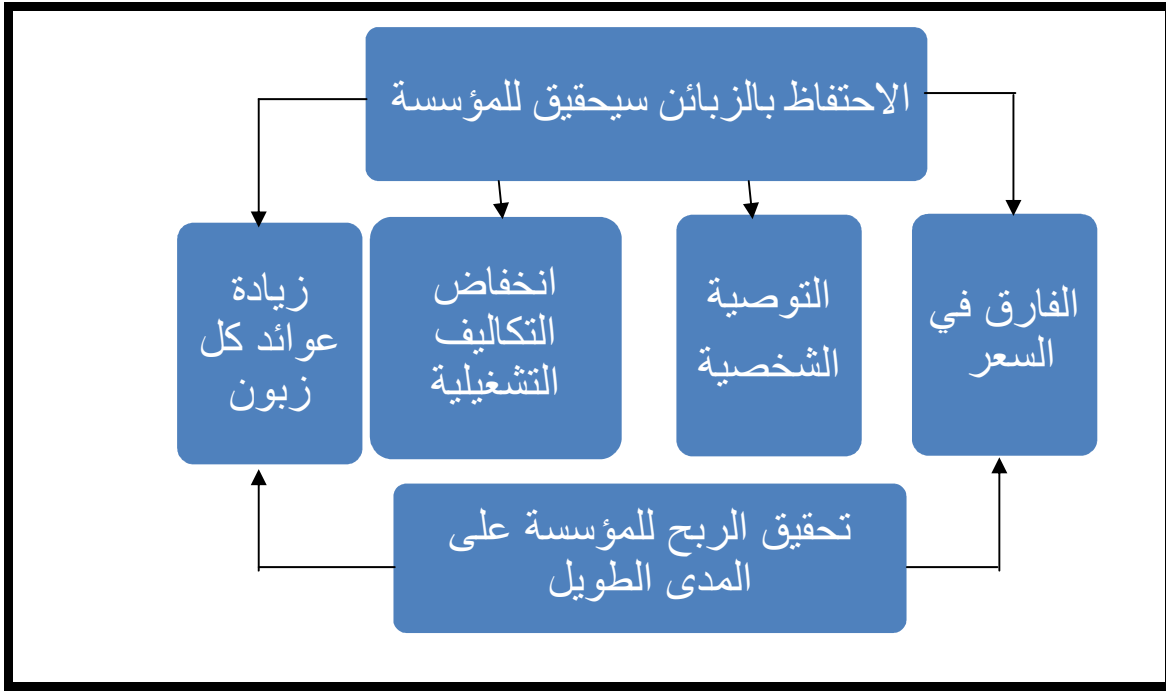 الاحتفاظ بالزبائن سيحقيق للمؤسسة
الفارق في
السعر
التوصية
الشخصية
انخفاض
التكاليف
التشغيلية
زيادة
عوائد كل
زبون
تحقيق الربح للمؤسسة على
المدى الطويل